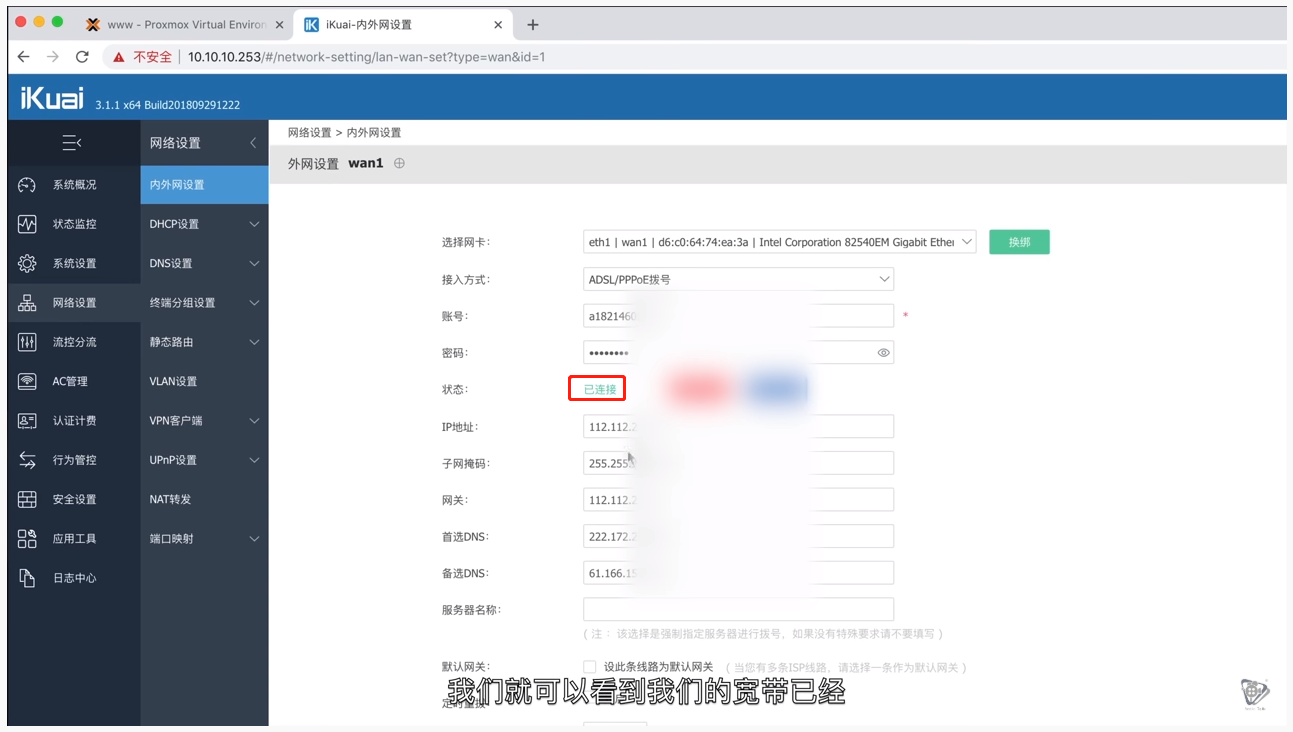 www - Proxmox Virtual Environ
iKuai-内外网设置
不安全 10.10.10.253/#/network-setting/lan-wan-set?type=wan&id=1
iKuai 3.1.1 x64 Build201809291222
网络设置
网络设置 > 内外网设置
外网设置 wan1
系统概况
状态监控
系统设置
网络设置
流控分流
AC管理
认证计费
行为管控
安全设置
应用工具
日志中心
内外网设置
DHCP设置
DNS设置
终端分组设置
静态路由
VLAN设置
VPN客户端
UPnP设置
NAT转发
端口映射
选择网卡: eth1 | wan1 | d6:c0:64:74:ea:3a | Intel Corporation 82540EM Gigabit Ether 换绑
接入方式: ADSL/PPPoE拨号
账号: a182146 *
密码: ••••••••
状态: 已连接
IP地址: 112.112.2
子网掩码: 255.255
网关: 112.112.2
首选DNS: 222.172.2
备选DNS: 61.166.15
服务器名称:
( 注 : 该选择是强制指定服务器进行拨号，如果没有特殊要求请不要填写 )
默认网关: 设此条线路为默认网关 ( 当您有多条ISP线路，请选择一条作为默认网关 )
定时重拨
我们就可以看到我们的宽带已经